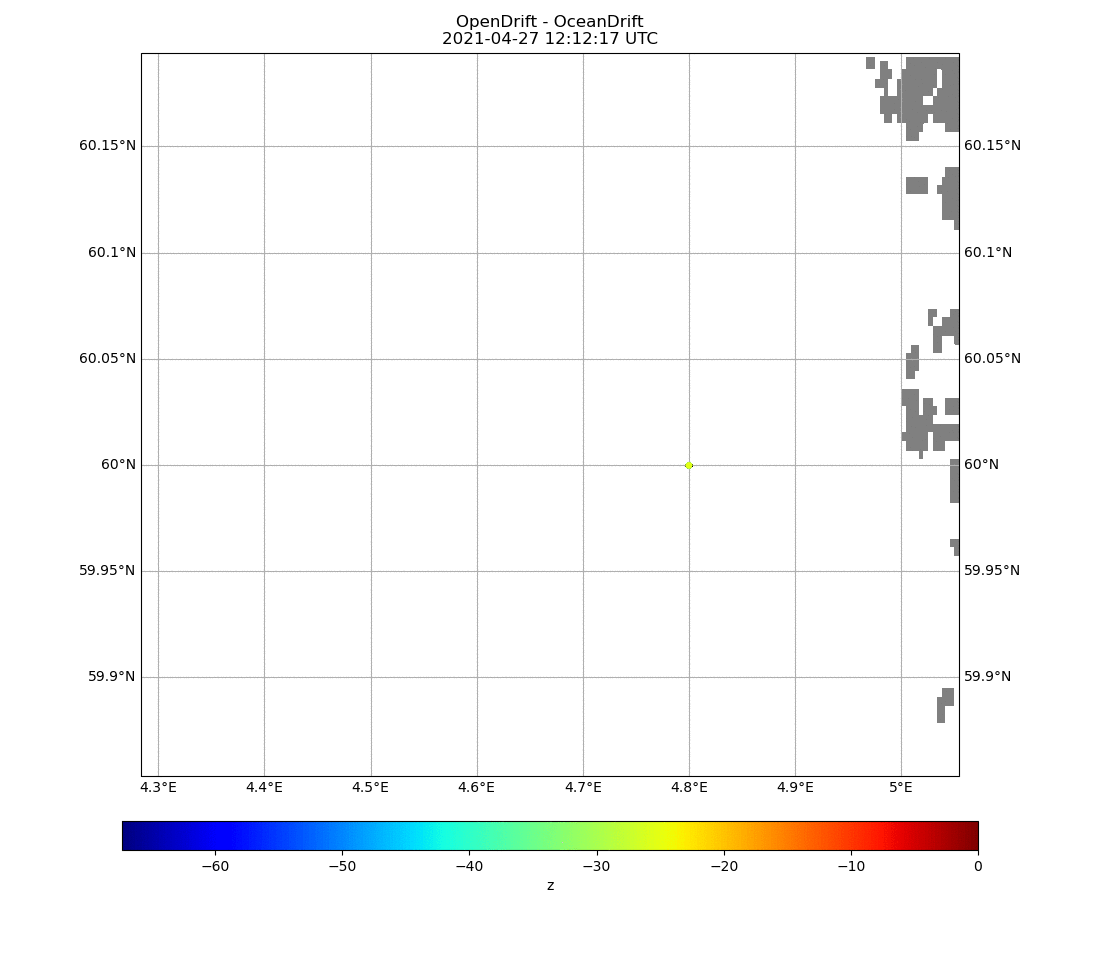 OpenDrift - OceanDrift
2021-04-27 12:12:17 UTC
60.15°N 60.15°N
60.1°N 60.1°N
60.05°N 60.05°N
60°N 60°N
59.95°N 59.95°N
59.9°N 59.9°N
4.3°E 4.4°E 4.5°E 4.6°E 4.7°E 4.8°E 4.9°E 5°E
−60 −50 −40 −30 −20 −10 0
z